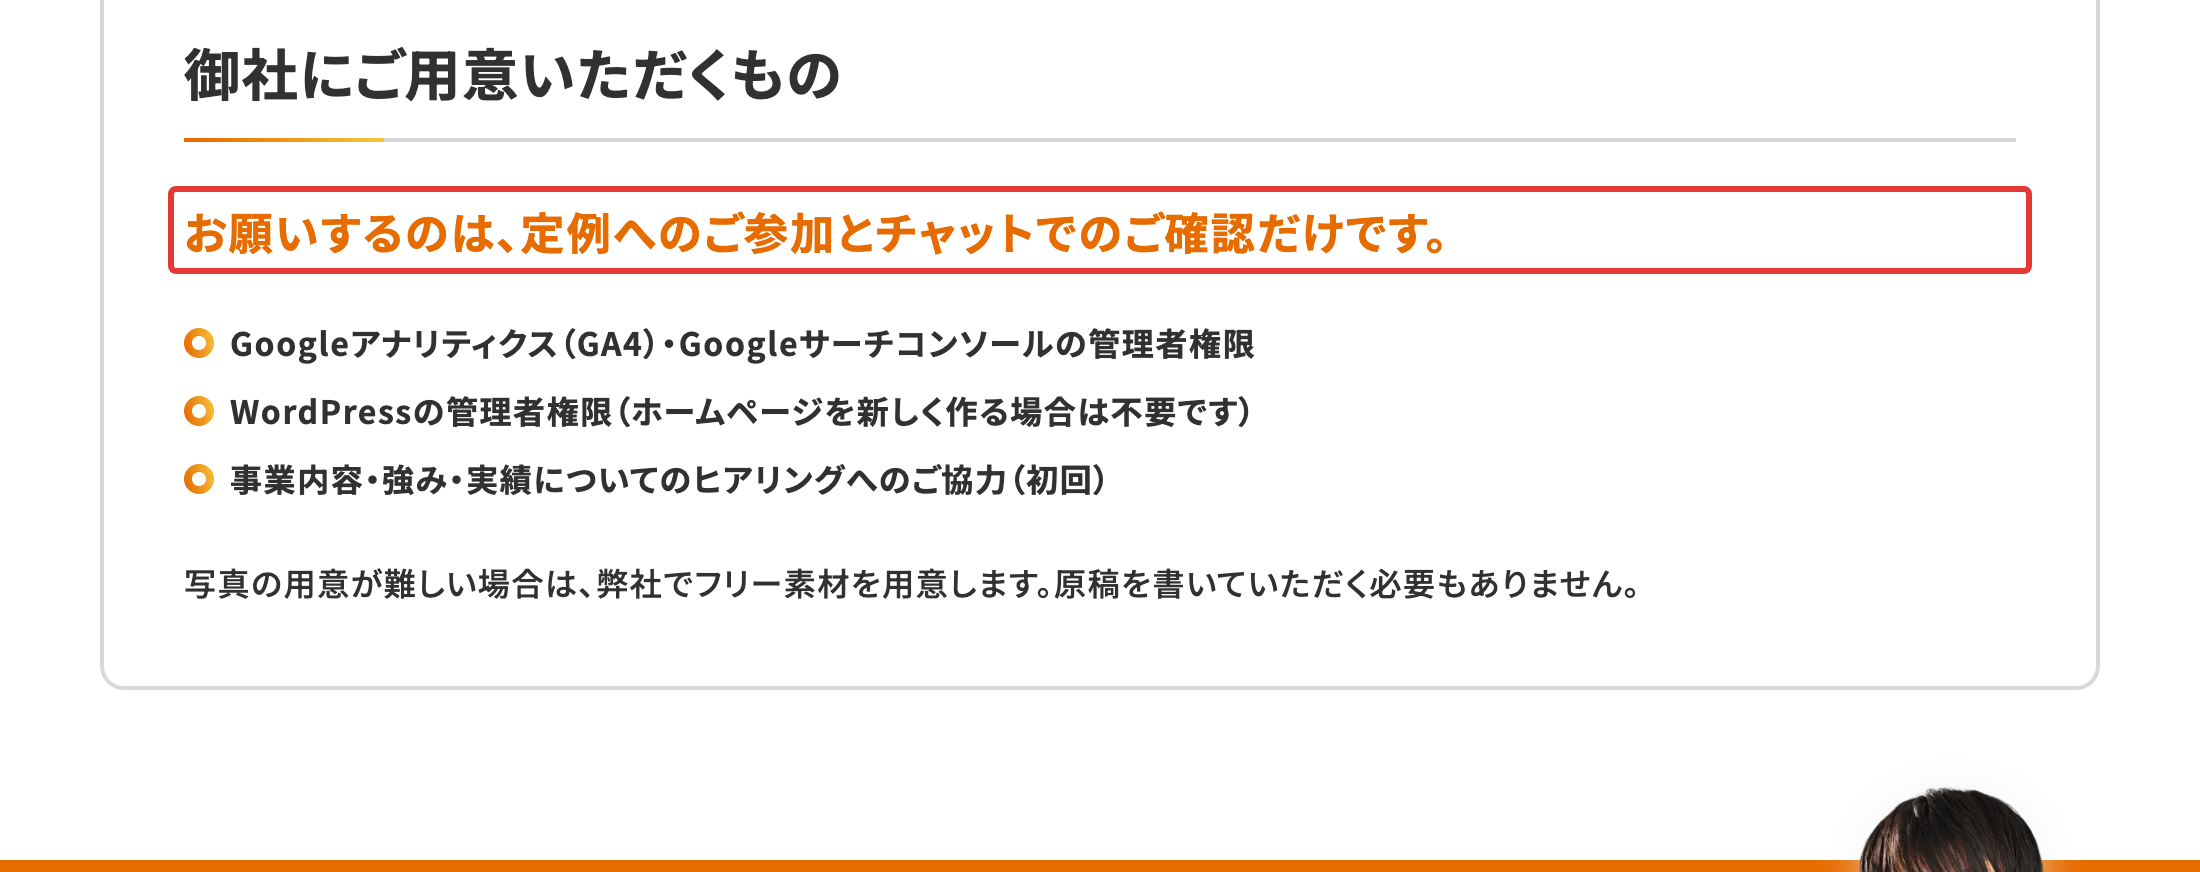 御社にご用意いただくもの
お願いするのは、定例へのご参加とチャットでのご確認だけです。
Googleアナリティクス（GA4）・Googleサーチコンソールの管理者権限
WordPressの管理者権限（ホームページを新しく作る場合は不要です）
事業内容・強み・実績についてのヒアリングへのご協力（初回）
写真の用意が難しい場合は、弊社でフリー素材を用意します。原稿を書いていただく必要もありません。